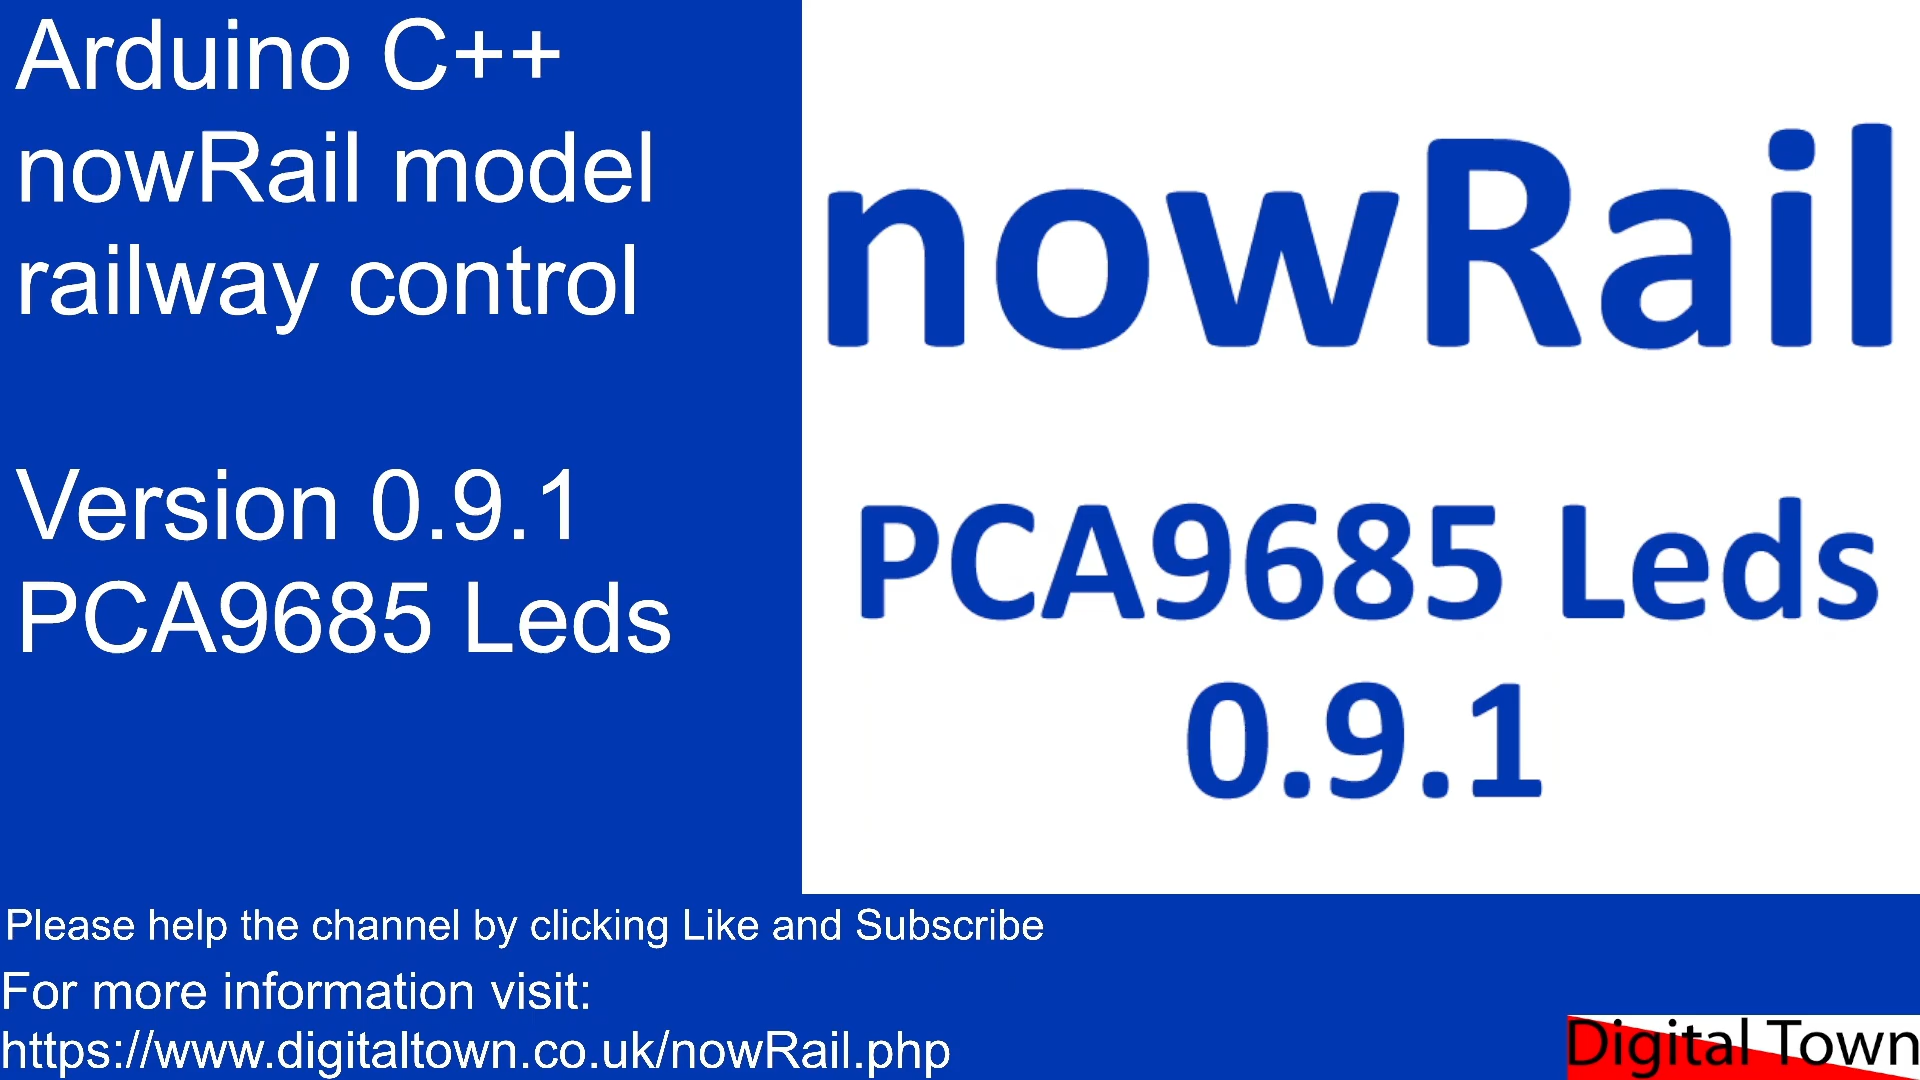 Arduino C++
nowRail model
railway control
Version 0.9.1
PCA9685 Leds
nowRail
PCA9685 Leds
0.9.1
Please help the channel by clicking Like and Subscribe
For more information visit:
https://www.digitaltown.co.uk/nowRail.php
Digital Town